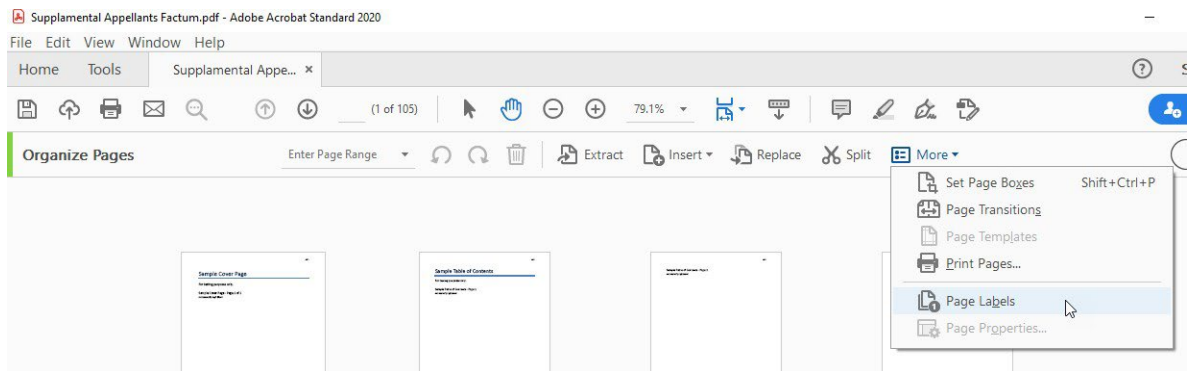 Supplamental Appellants Factum.pdf - Adobe Acrobat Standard 2020
File Edit View Window Help
Home Tools Supplamental Appe... ×
(1 of 105) 79.1%
Organize Pages Enter Page Range Extract Insert Replace Split More
Set Page Boxes Shift+Ctrl+P
Page Transitions
Page Templates
Print Pages...
Page Labels
Page Properties...
Sample Cover Page
Sample Table of Contents